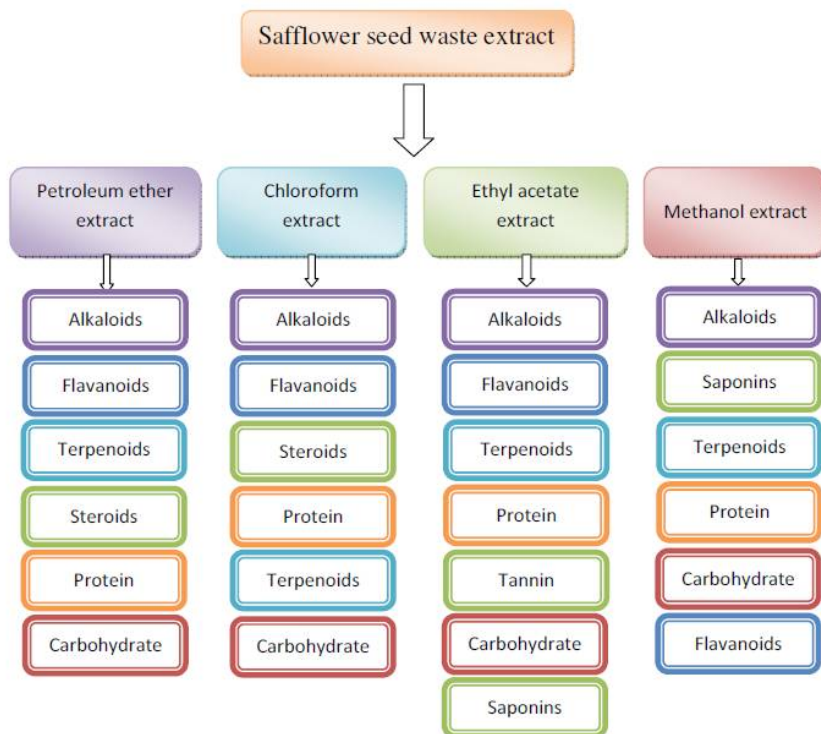 Safflower seed waste extract
Petroleum ether
extract
Chloroform
extract
Ethyl acetate
extract
Methanol extract
Alkaloids
Flavanoids
Terpenoids
Steroids
Protein
Carbohydrate
Alkaloids
Flavanoids
Steroids
Protein
Terpenoids
Carbohydrate
Alkaloids
Flavanoids
Terpenoids
Protein
Tannin
Carbohydrate
Saponins
Alkaloids
Saponins
Terpenoids
Protein
Carbohydrate
Flavanoids